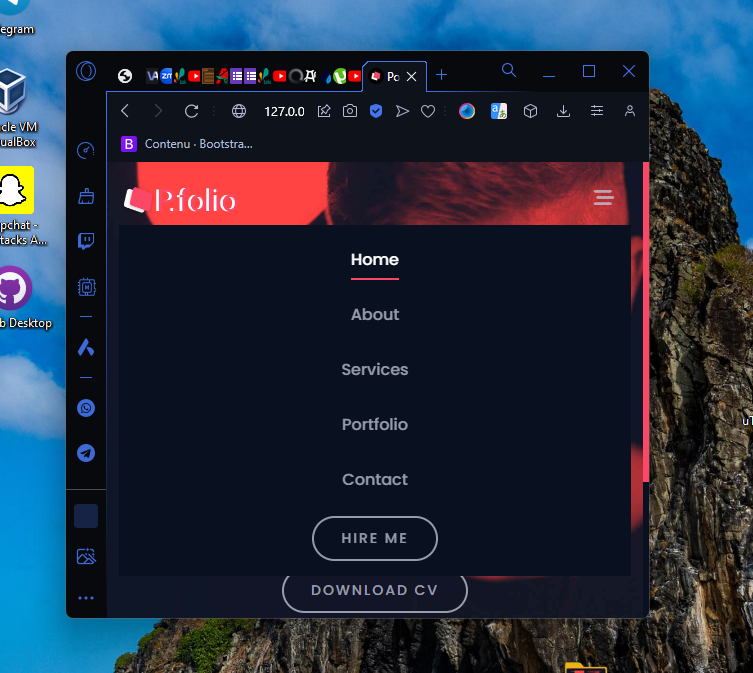 egram
cle VM
ualBox
pchat -
tacks A...
b Desktop
Po
127.0.0
B
Contenu · Bootstra...
P.folio
Home
About
Services
Portfolio
Contact
HIRE ME
DOWNLOAD CV
uT